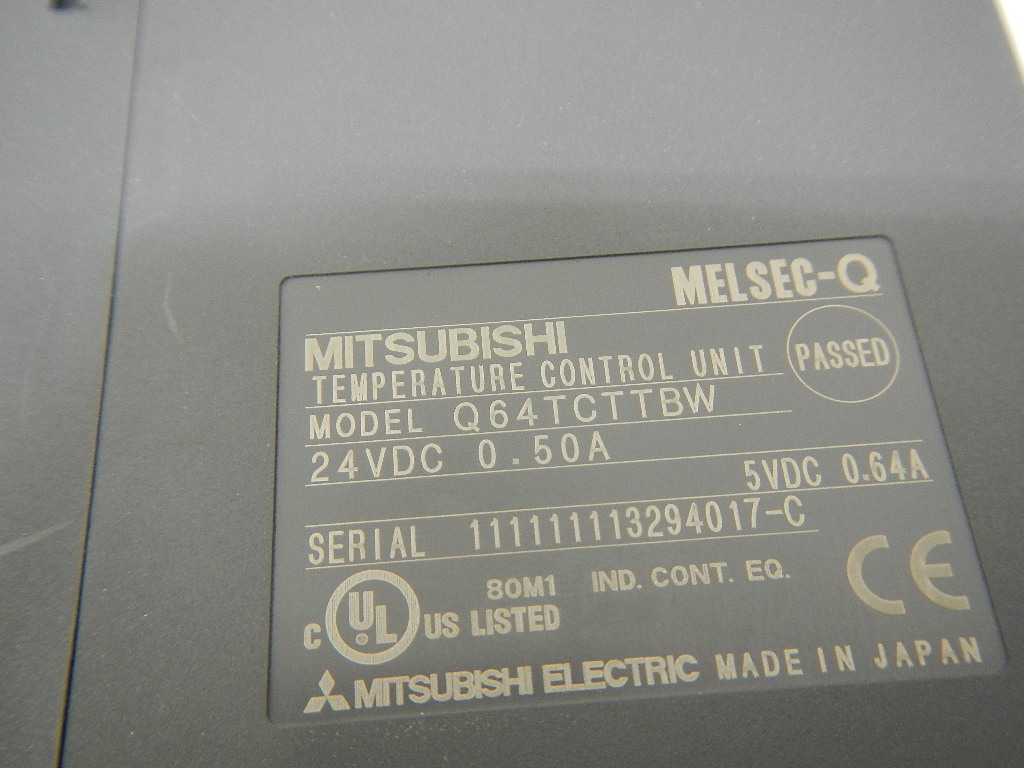 MELSEC-Q
MITSUBISHI
TEMPERATURE CONTROL UNIT
PASSED
MODEL Q64TCTTBW
24VDC 0.50A
5VDC 0.64A
SERIAL 111111113294017-C
80M1 IND. CONT. EQ.
C UL US LISTED
CE
MITSUBISHI ELECTRIC MADE IN JAPAN